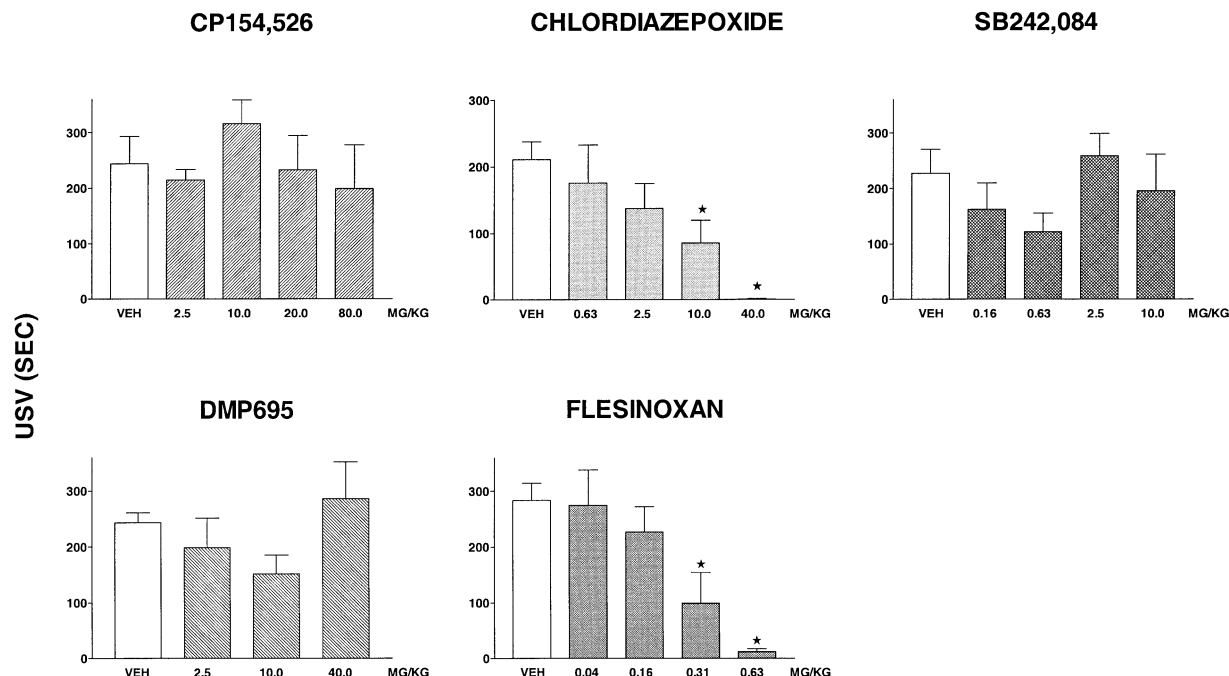 CP154,526
CHLORDIAZEPOXIDE
SB242,084
USV (SEC)
300
200
100
0
VEH 2.5 10.0 20.0 80.0 MG/KG
300
200
100
0
VEH 0.63 2.5 10.0 40.0 MG/KG
300
200
100
0
VEH 0.16 0.63 2.5 10.0 MG/KG
DMP695
FLESINOXAN
300
200
100
0
VEH 2.5 10.0 40.0 MG/KG
300
200
100
0
VEH 0.04 0.16 0.31 0.63 MG/KG